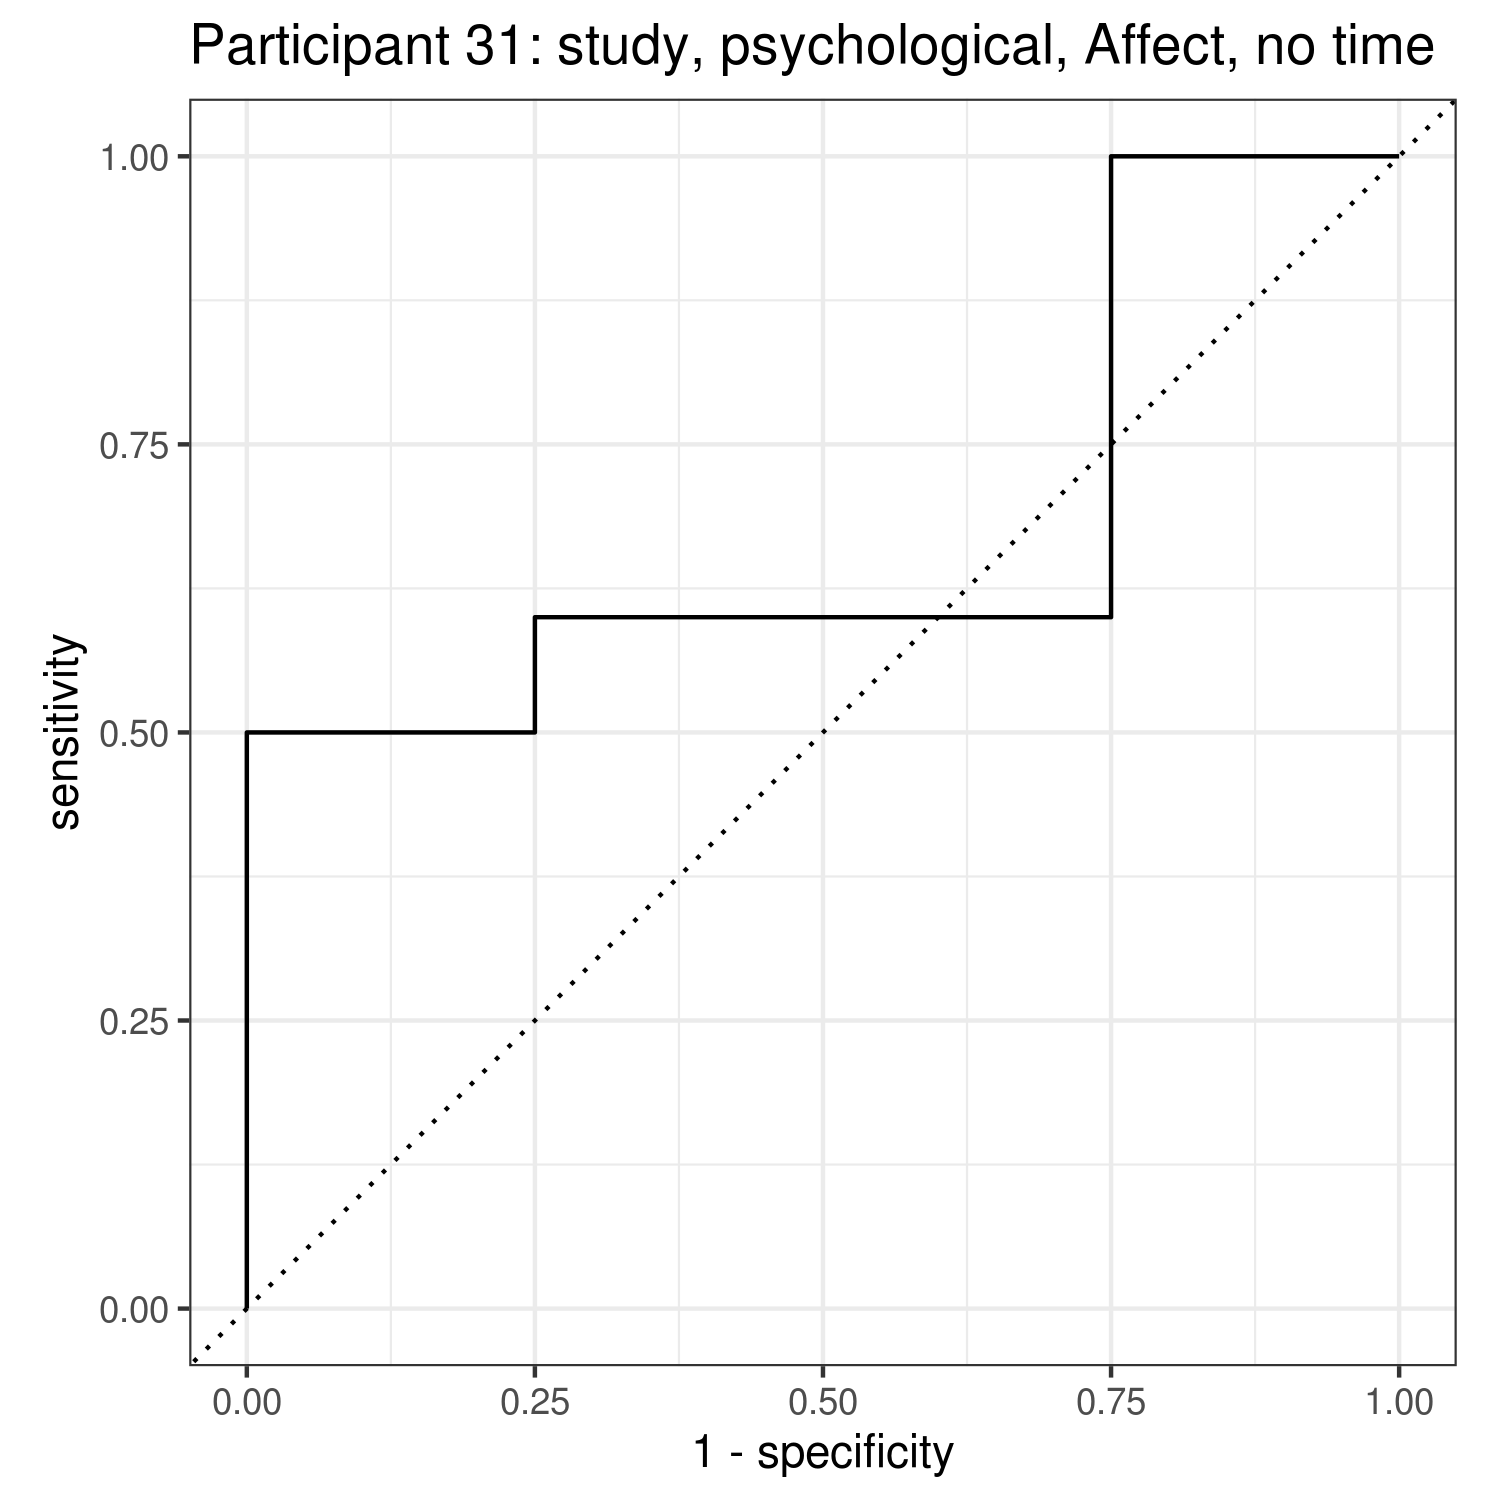 Participant 31: study, psychological, Affect, no time
1.00
0.75
0.50
0.25
0.00
sensitivity
0.00 0.25 0.50 0.75 1.00
1 - specificity